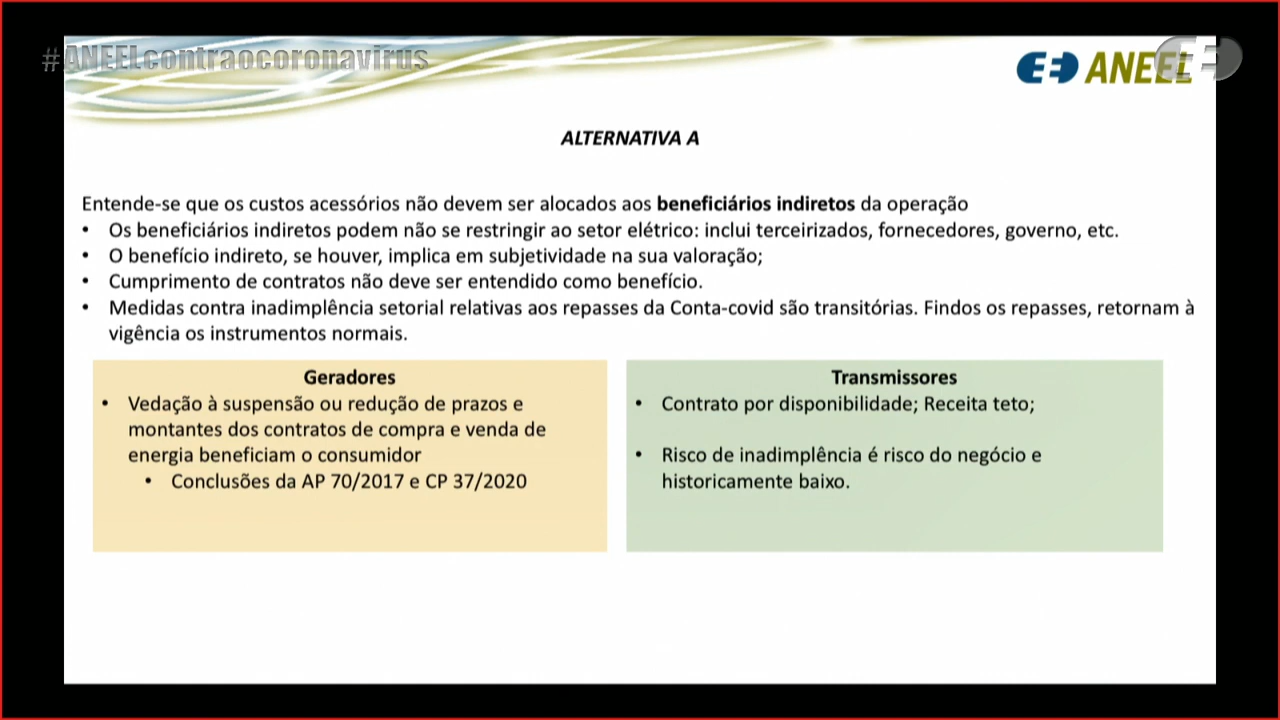 #ANEELcontraocoronavírus
ANEEL
ALTERNATIVA A
Entende-se que os custos acessórios não devem ser alocados aos beneficiários indiretos da operação
• Os beneficiários indiretos podem não se restringir ao setor elétrico: inclui terceirizados, fornecedores, governo, etc.
• O benefício indireto, se houver, implica em subjetividade na sua valoração;
• Cumprimento de contratos não deve ser entendido como benefício.
• Medidas contra inadimplência setorial relativas aos repasses da Conta-covid são transitórias. Findos os repasses, retornam à
vigência os instrumentos normais.
Geradores
• Vedação à suspensão ou redução de prazos e
montantes dos contratos de compra e venda de
energia beneficiam o consumidor
• Conclusões da AP 70/2017 e CP 37/2020
Transmissores
• Contrato por disponibilidade; Receita teto;
• Risco de inadimplência é risco do negócio e
historicamente baixo.